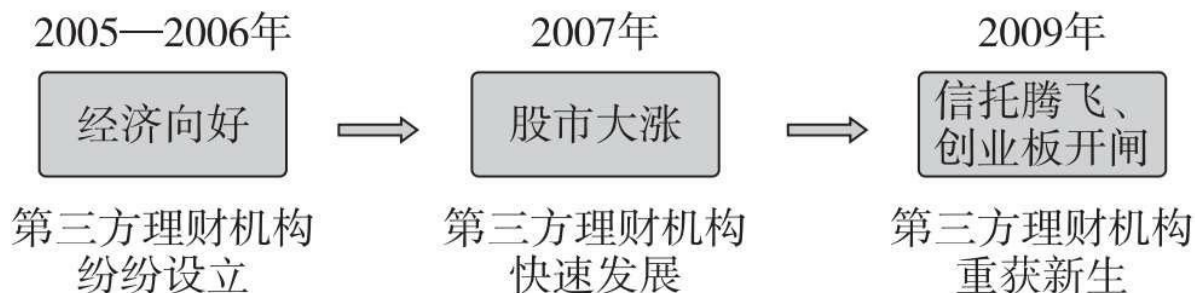 2005—2006年
经济向好
第三方理财机构
纷纷设立
2007年
股市大涨
第三方理财机构
快速发展
2009年
信托腾飞、
创业板开闸
第三方理财机构
重获新生